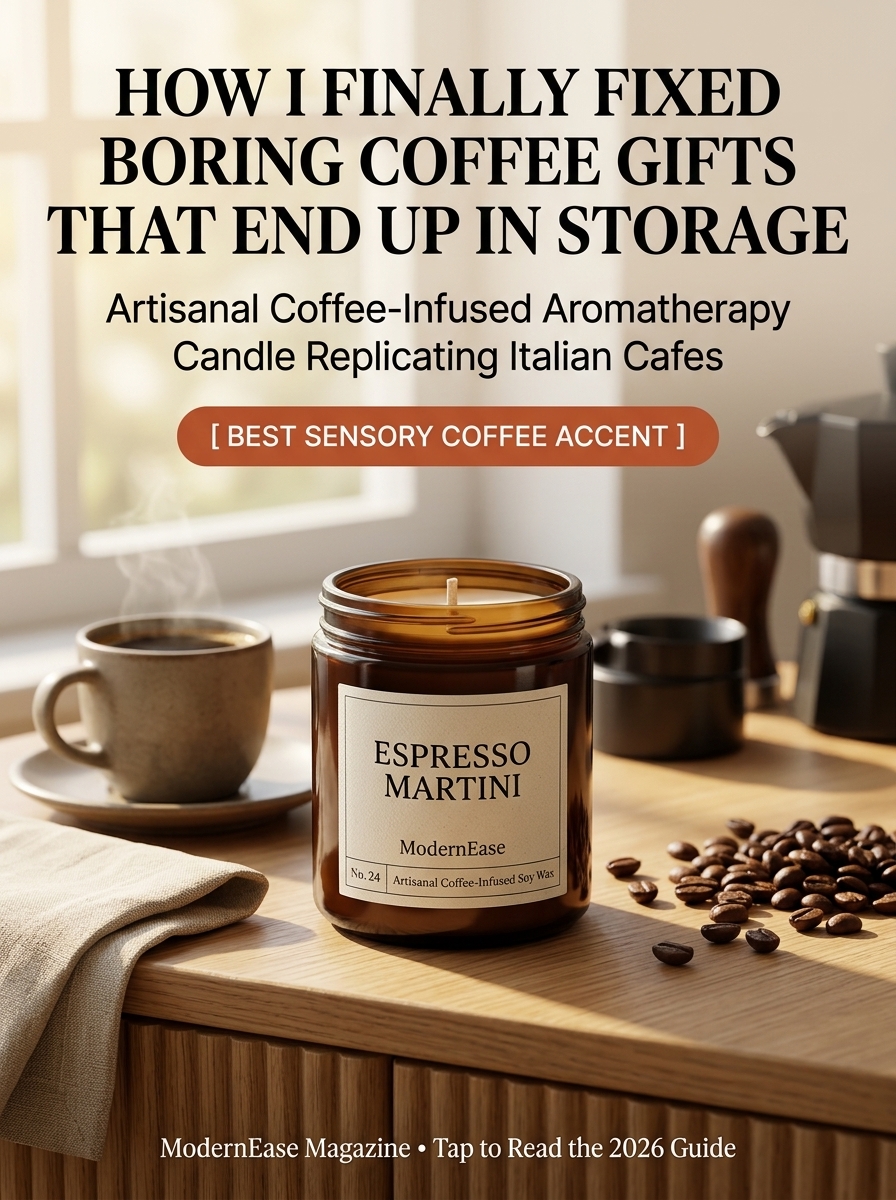 HOW I FINALLY FIXED
BORING COFFEE GIFTS
THAT END UP IN STORAGE
Artisanal Coffee-Infused Aromatherapy
Candle Replicating Italian Cafes
[ BEST SENSORY COFFEE ACCENT ]
ESPRESSO
MARTINI
ModernEase
No. 24 Artisanal Coffee-Infused Soy Wax
ModernEase Magazine • Tap to Read the 2026 Guide